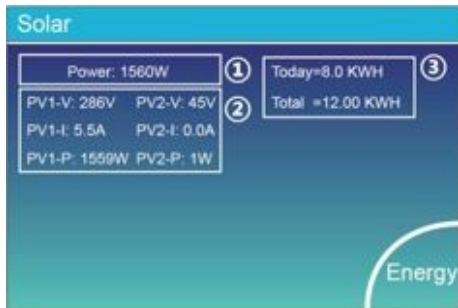 Solar
Power: 1560W
①
PV1-V: 286V PV2-V: 45V
②
PV1-I: 5.5A PV2-I: 0.0A
PV1-P: 1559W PV2-P: 1W
Today=8.0 KWH
③
Total =12.00 KWH
Energy